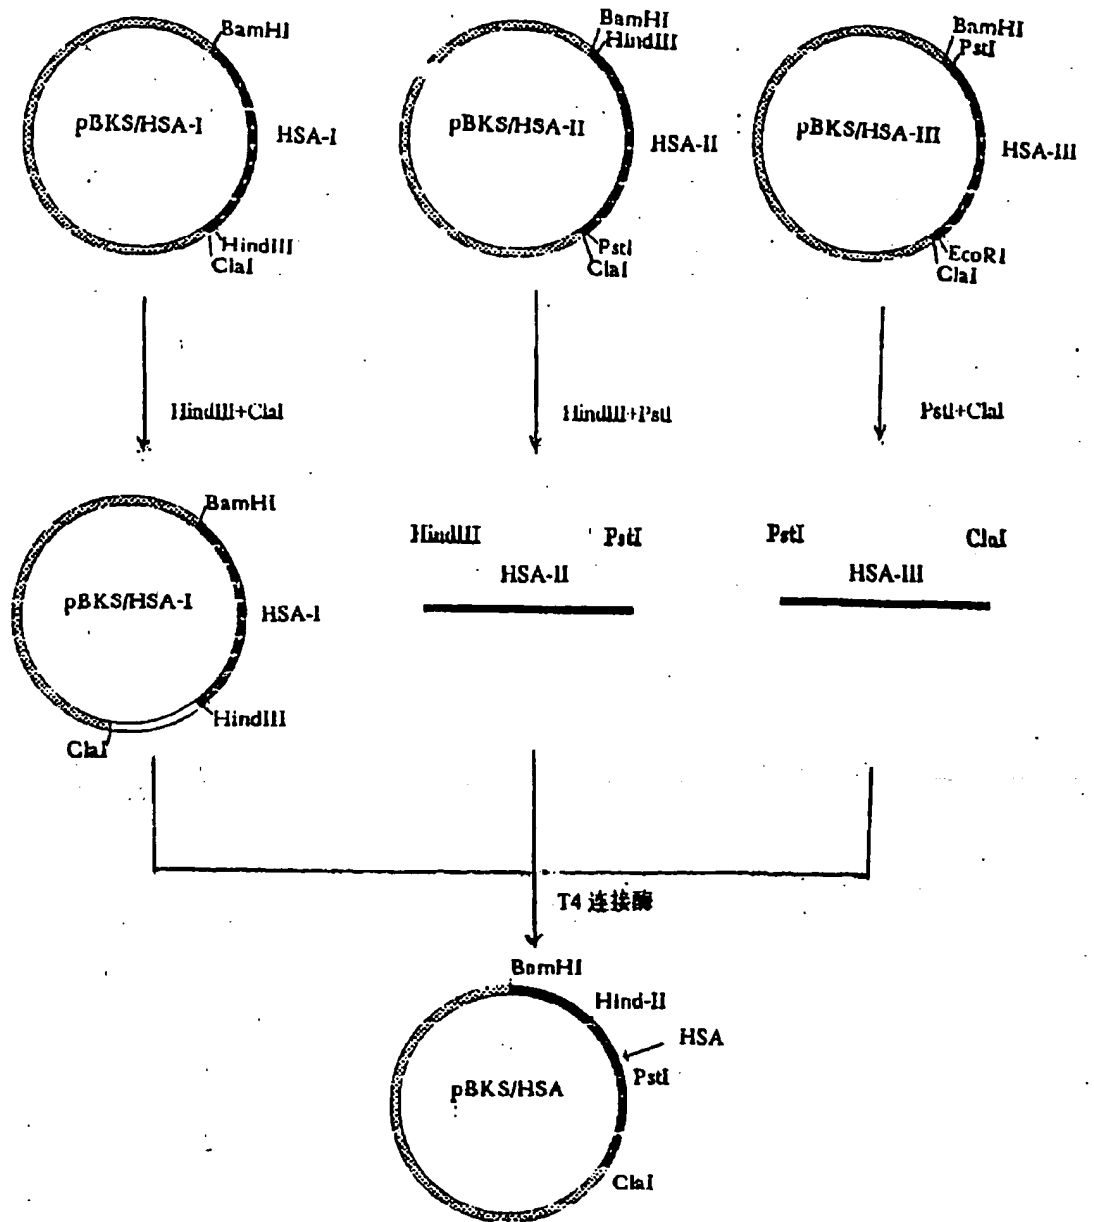 BamHI
pBKS/HSA-I
HSA-I
HindIII
ClaI
BamHI
HindIII
pBKS/HSA-II
HSA-II
PstI
ClaI
BamHI
PstI
pBKS/HSA-III
HSA-III
EcoRI
ClaI
HindIII+ClaI
HindIII+PstI
PstI+ClaI
BamHI
pBKS/HSA-I
HSA-I
HindIII
ClaI
HindIII PstI
HSA-II
PstI ClaI
HSA-III
T4 连接酶
BamHI
Hind-II
HSA
PstI
pBKS/HSA
ClaI